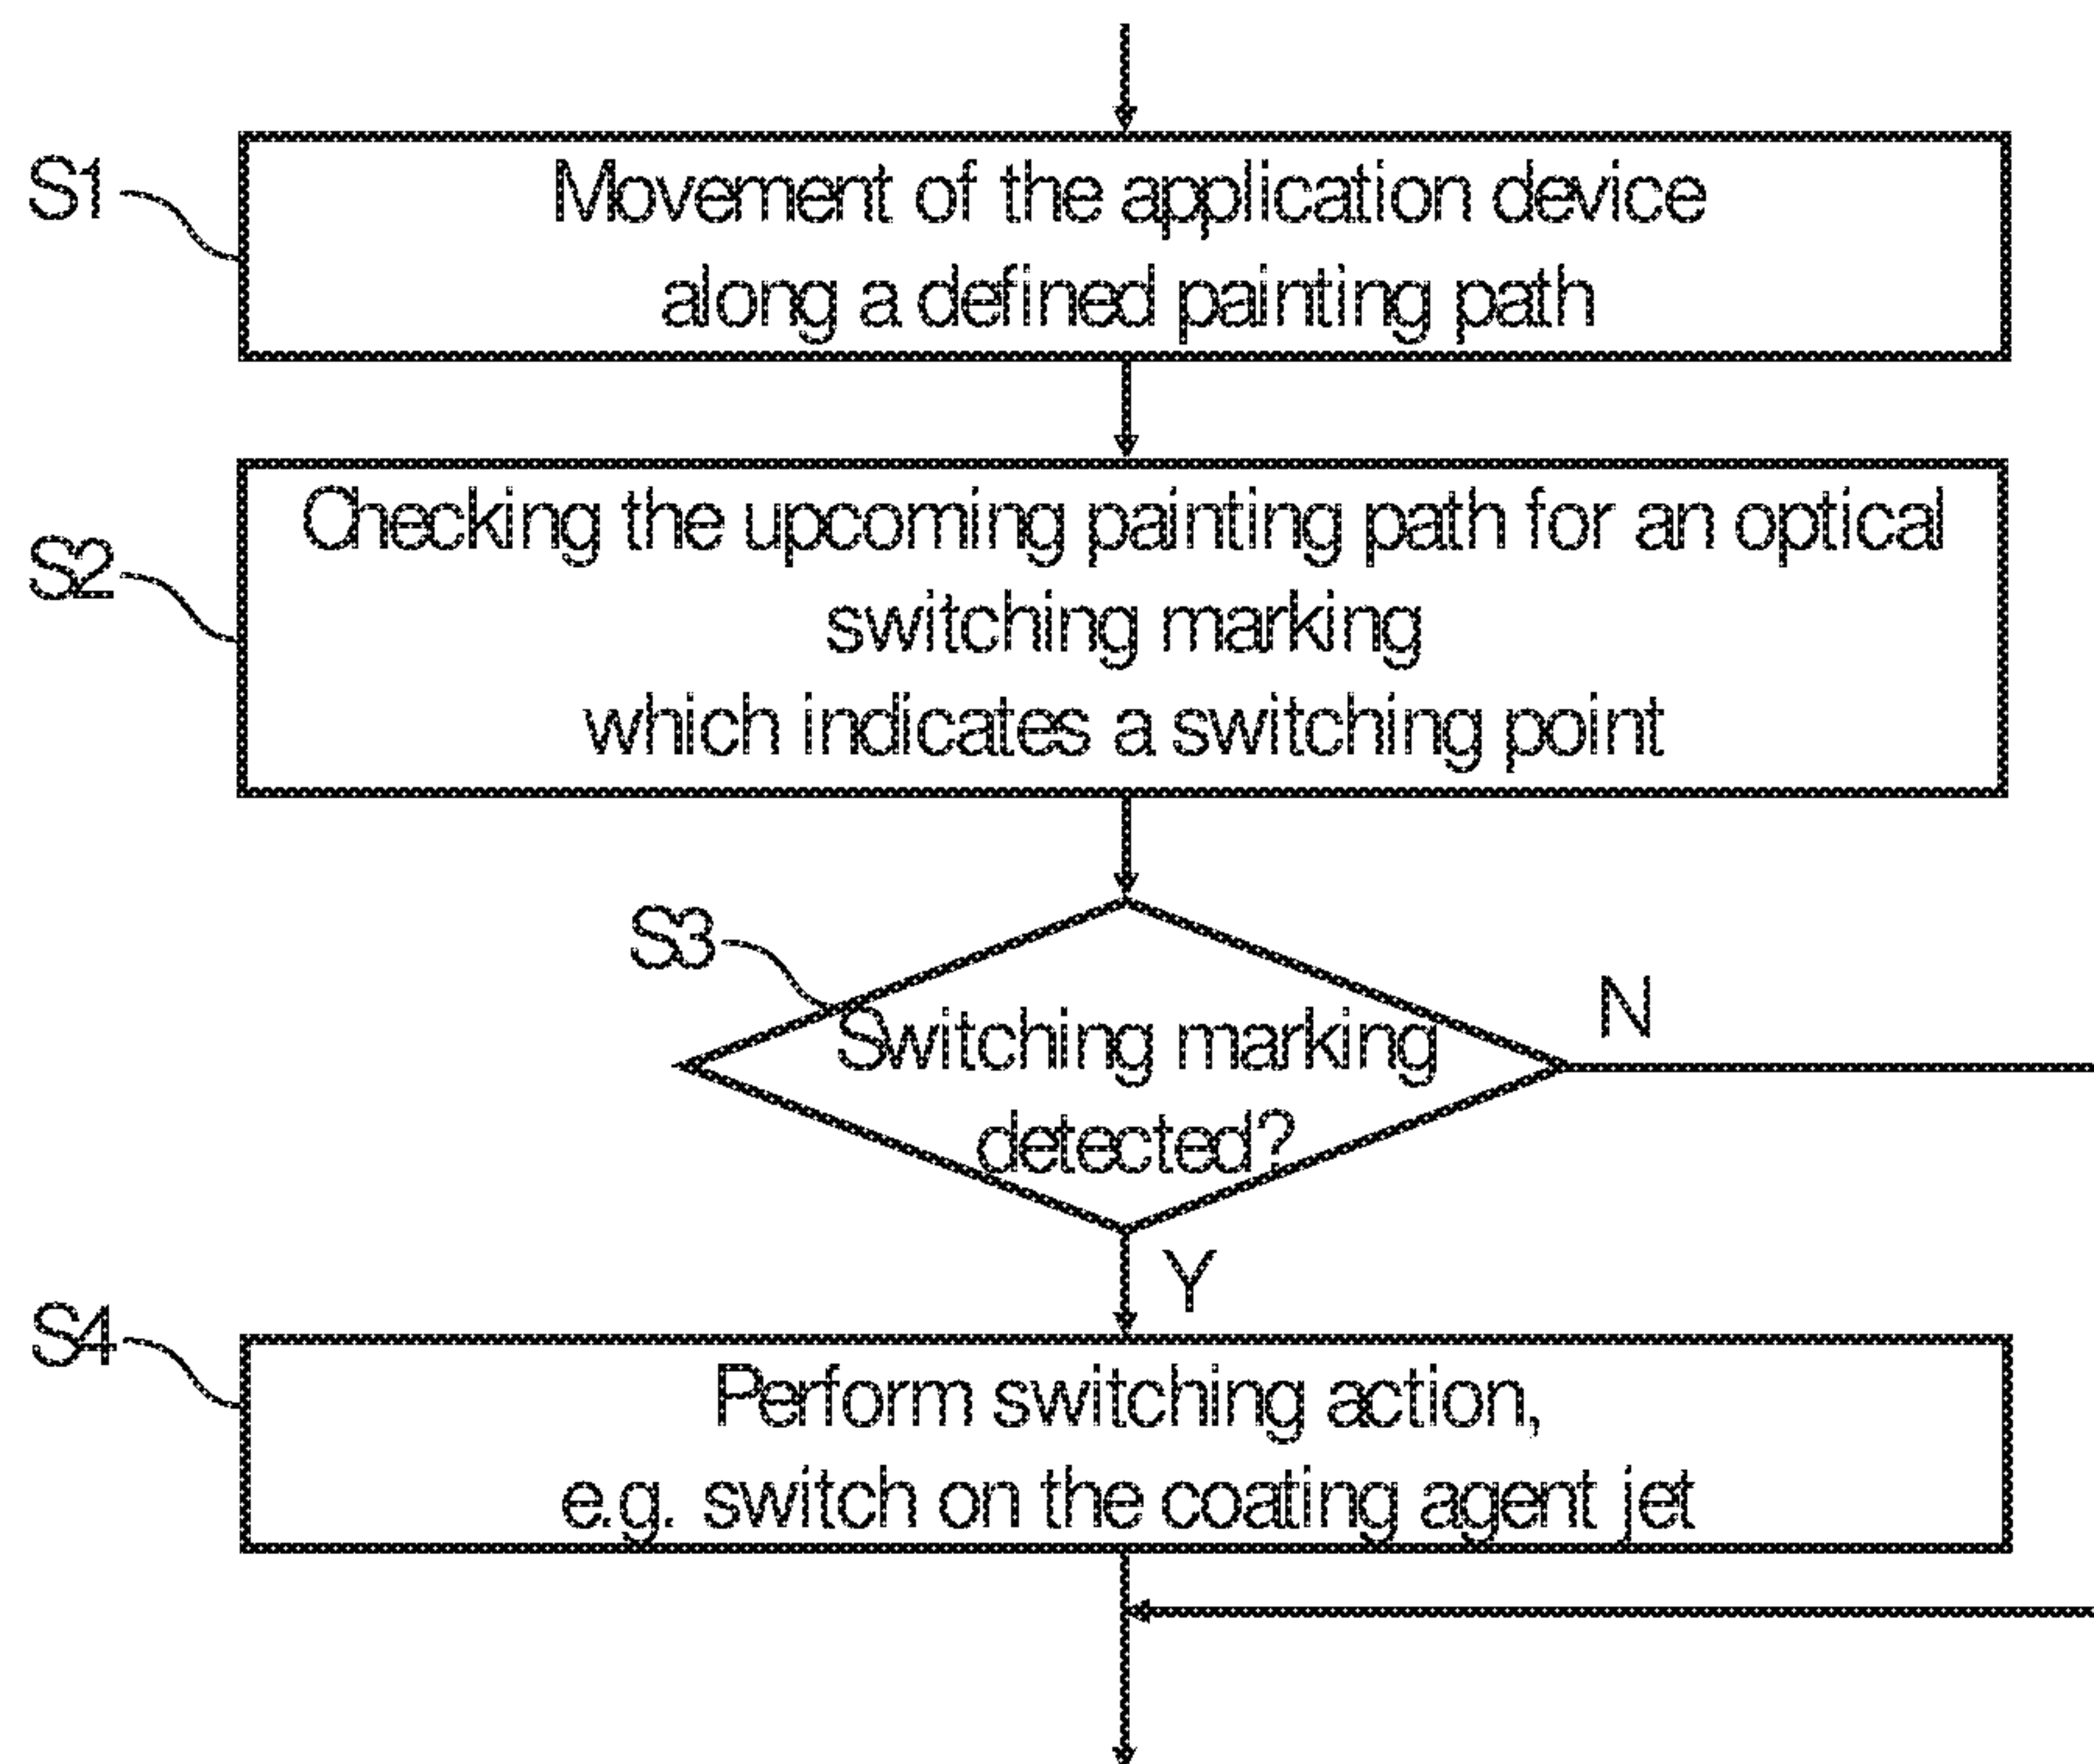 S1
Movement of the application device
along a defined painting path
S2
Checking the upcoming painting path for an optical
switching marking
which indicates a switching point
S3
Switching marking
detected?
N
Y
S4
Perform switching action,
e.g. switch on the coating agent jet